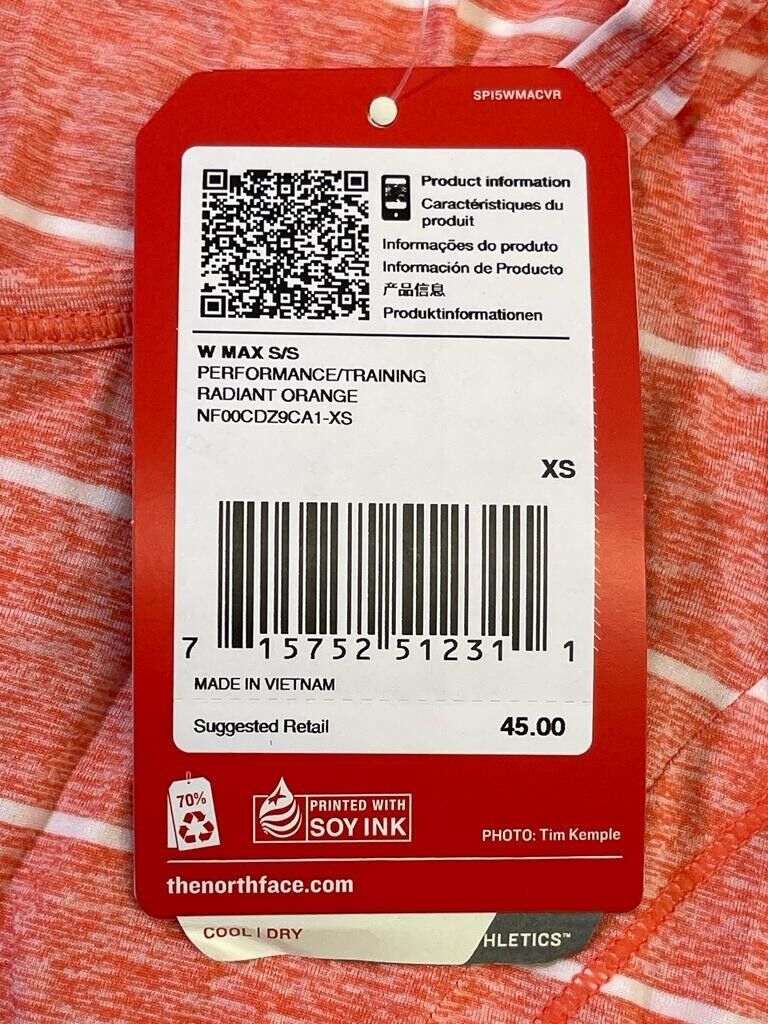 SPI5WMACVR
Product information
Caractéristiques du
produit
Informações do produto
Información de Producto
产品信息
Produktinformationen
W MAX S/S
PERFORMANCE/TRAINING
RADIANT ORANGE
NF00CDZ9CA1-XS
XS
7 15752 51231 1
MADE IN VIETNAM
Suggested Retail 45.00
70%
PRINTED WITH
SOY INK
PHOTO: Tim Kemple
thenorthface.com
COOL | DRY
HLETICS™